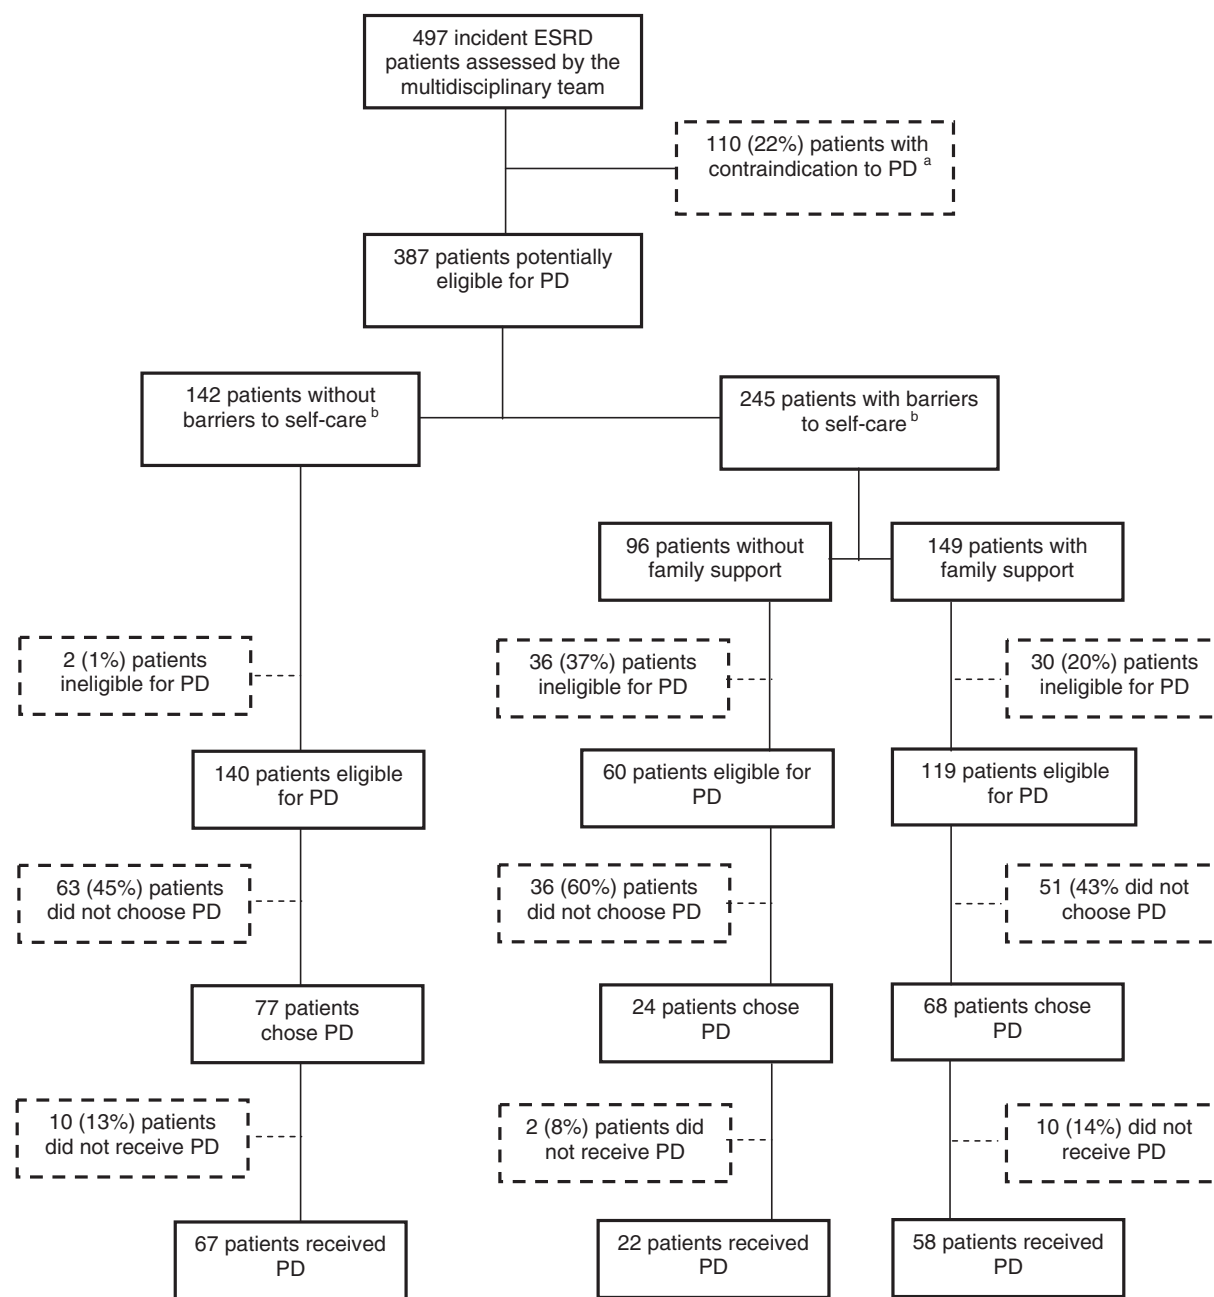 497 incident ESRD
patients assessed by the
multidisciplinary team
110 (22%) patients with
contraindication to PD a
387 patients potentially
eligible for PD
142 patients without
barriers to self-care b
245 patients with barriers
to self-care b
96 patients without
family support
149 patients with
family support
2 (1%) patients
ineligible for PD
36 (37%) patients
ineligible for PD
30 (20%) patients
ineligible for PD
140 patients eligible
for PD
60 patients eligible for
PD
119 patients eligible
for PD
63 (45%) patients
did not choose PD
36 (60%) patients
did not choose PD
51 (43% did not
choose PD
77 patients
chose PD
24 patients chose
PD
68 patients chose
PD
10 (13%) patients
did not receive PD
2 (8%) patients did
not receive PD
10 (14%) did not
receive PD
67 patients received
PD
22 patients received
PD
58 patients received
PD